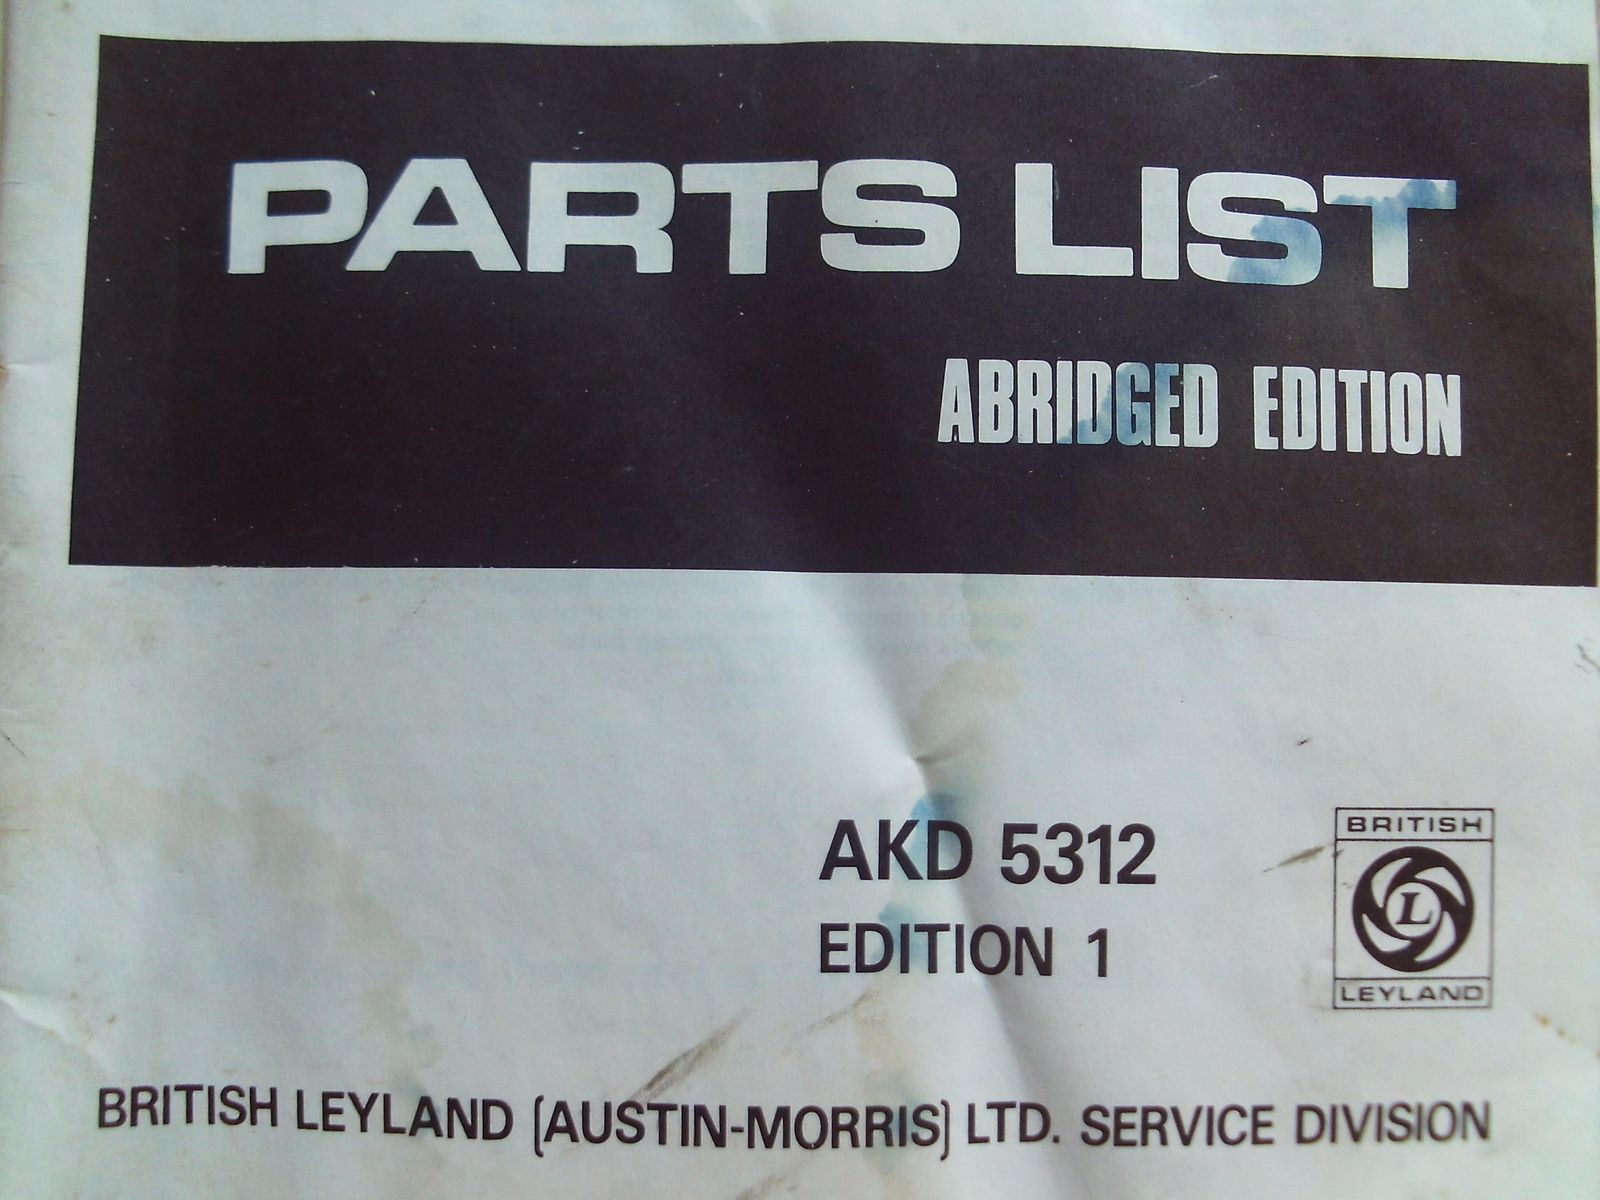 PARTS LIST
ABRIDGED EDITION
AKD 5312
EDITION 1
BRITISH
L
LEYLAND
BRITISH LEYLAND (AUSTIN-MORRIS) LTD. SERVICE DIVISION